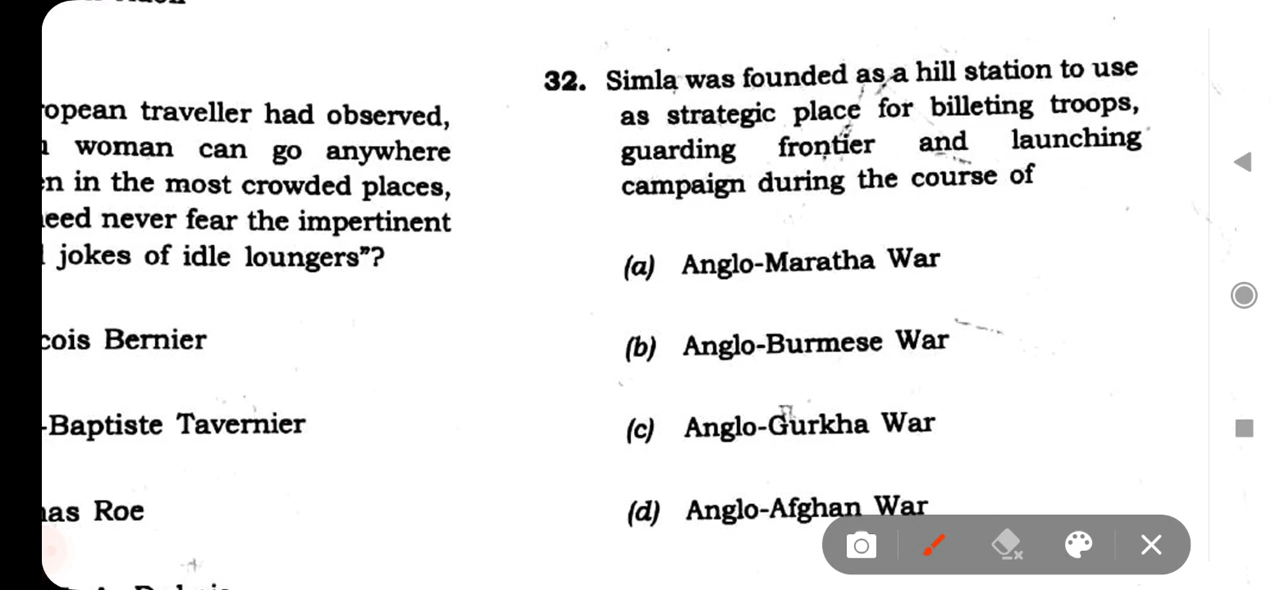 opean traveller had observed,
woman can go anywhere
n in the most crowded places,
eed never fear the impertinent
jokes of idle loungers"?
cois Bernier
-Baptiste Tavernier
as Roe
32. Simla was founded as a hill station to use
as strategic place for billeting troops,
guarding frontier and launching
campaign during the course of
(a) Anglo-Maratha War
(b) Anglo-Burmese War
(c) Anglo-Gurkha War
(d) Anglo-Afghan War